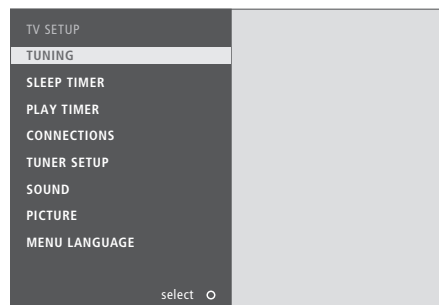 TV SETUP
TUNING
SLEEP TIMER
PLAY TIMER
CONNECTIONS
TUNER SETUP
SOUND
PICTURE
MENU LANGUAGE
select